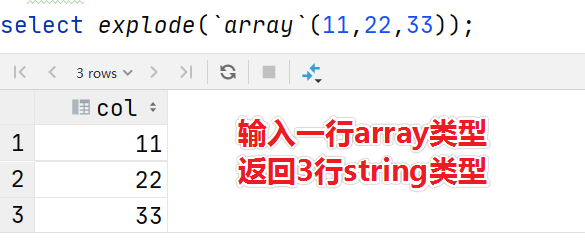 select explode(`array`(11,22,33));
3 rows
col
1 11
2 22
3 33
输入一行array类型
返回3行string类型